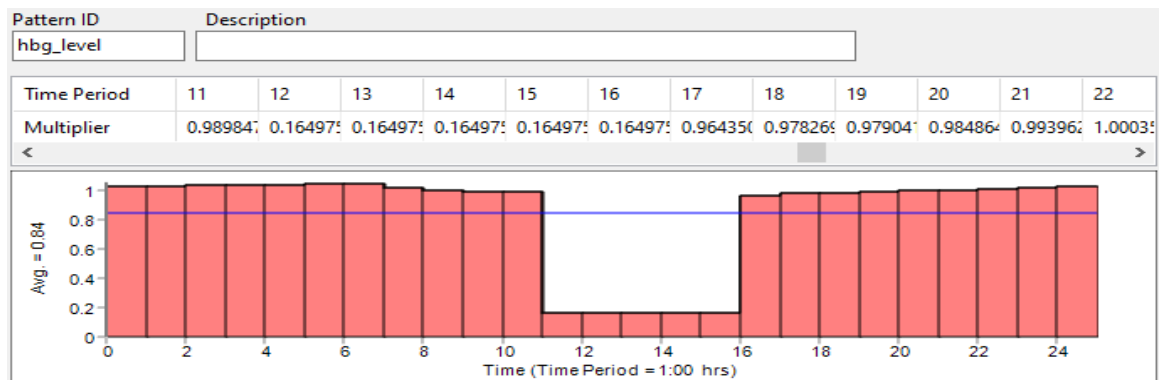 Pattern ID Description
hbg_level
Time Period 11 12 13 14 15 16 17 18 19 20 21 22
Multiplier 0.989847 0.164975 0.164975 0.164975 0.164975 0.164975 0.964350 0.978269 0.979041 0.984864 0.993962 1.00035
< >
1
0.8
0.6
0.4
0.2
0
Avg. = 0.84
0 2 4 6 8 10 12 14 16 18 20 22 24
Time (Time Period = 1:00 hrs)